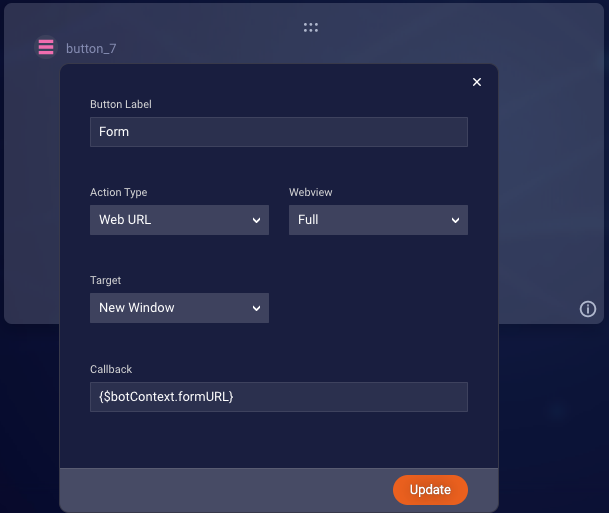 button_7
Button Label
Form
Action Type
Webview
Web URL
Full
Target
New Window
Callback
{$botContext.formURL}
Update